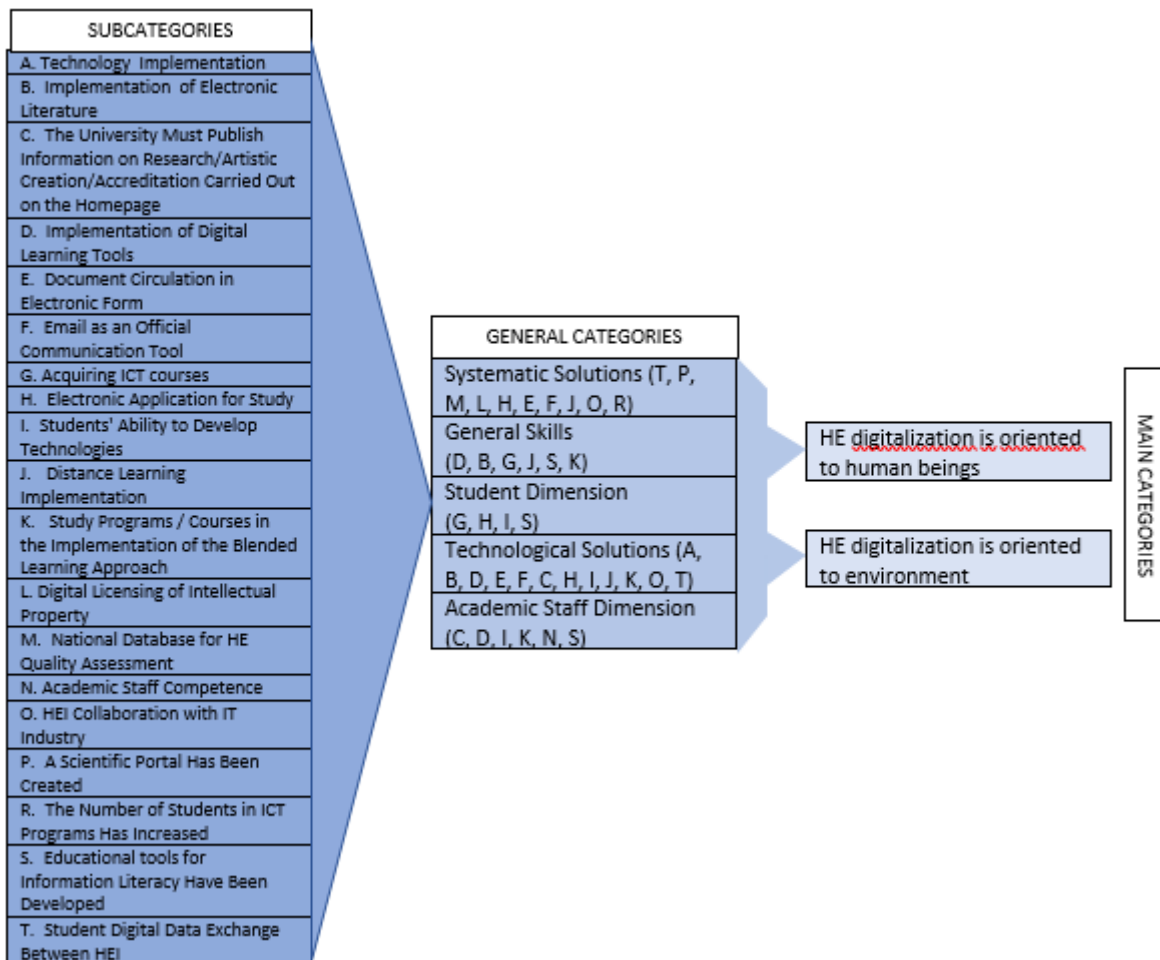 SUBCATEGORIES
A. Technology Implementation
B. Implementation of Electronic
Literature
C. The University Must Publish
Information on Research/Artistic
Creation/Accreditation Carried Out
on the Homepage
D. Implementation of Digital
Learning Tools
E. Document Circulation in
Electronic Form
F. Email as an Official
Communication Tool
G. Acquiring ICT courses
H. Electronic Application for Study
I. Students' Ability to Develop
Technologies
J. Distance Learning
Implementation
K. Study Programs / Courses in
the Implementation of the Blended
Learning Approach
L. Digital Licensing of Intellectual
Property
M. National Database for HE
Quality Assessment
N. Academic Staff Competence
O. HEI Collaboration with IT
Industry
P. A Scientific Portal Has Been
Created
R. The Number of Students in ICT
Programs Has Increased
S. Educational tools for
Information Literacy Have Been
Developed
T. Student Digital Data Exchange
Between HEI
GENERAL CATEGORIES
Systematic Solutions (T, P,
M, L, H, E, F, J, O, R)
General Skills
(D, B, G, J, S, K)
Student Dimension
(G, H, I, S)
Technological Solutions (A,
B, D, E, F, C, H, I, J, K, O, T)
Academic Staff Dimension
(C, D, I, K, N, S)
HE digitalization is oriented
to human beings
HE digitalization is oriented
to environment
MAIN CATEGORIES